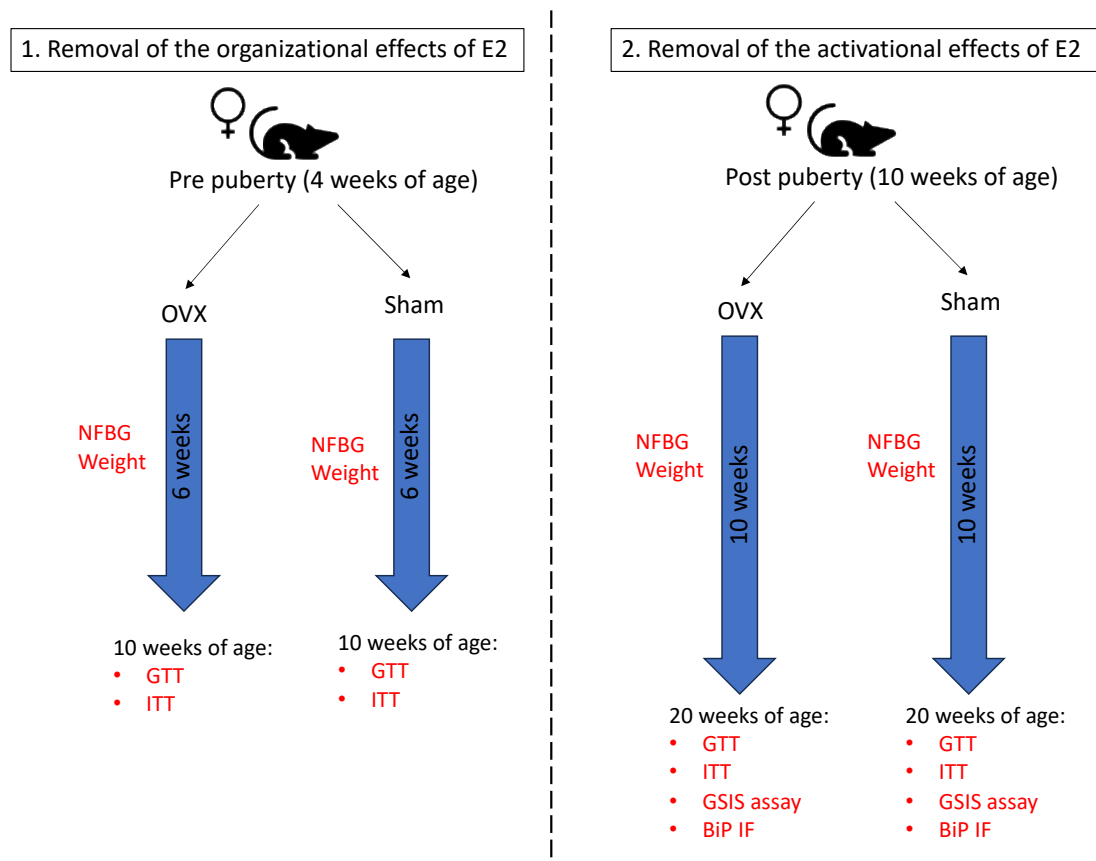 1. Removal of the organizational effects of E2
Pre puberty (4 weeks of age)
OVX
Sham
NFBG
Weight
6 weeks
NFBG
Weight
6 weeks
10 weeks of age:
• GTT
• ITT
10 weeks of age:
• GTT
• ITT
2. Removal of the activational effects of E2
Post puberty (10 weeks of age)
OVX
Sham
NFBG
Weight
10 weeks
NFBG
Weight
10 weeks
20 weeks of age:
• GTT
• ITT
• GSIS assay
• BiP IF
20 weeks of age:
• GTT
• ITT
• GSIS assay
• BiP IF